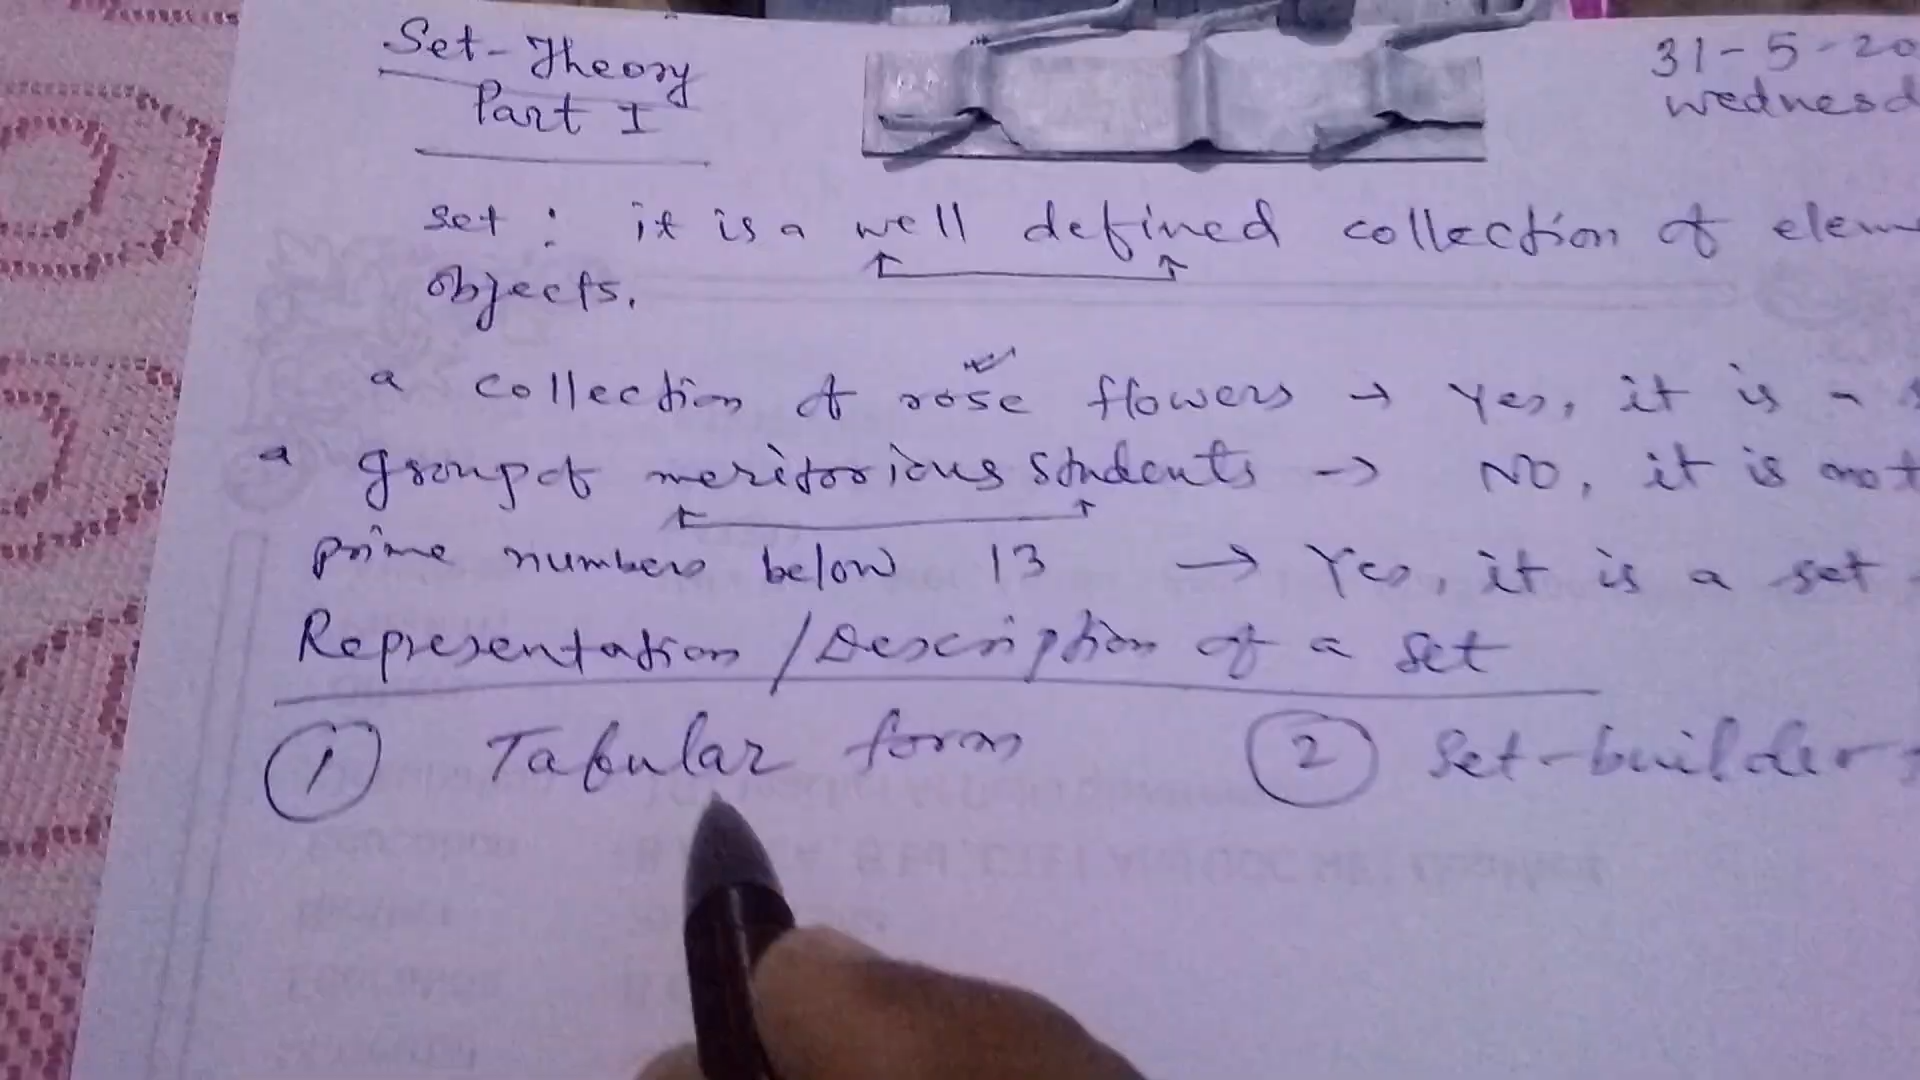 Set-Theory
Part I
31-5-20
wednesd
set : it is a well defined collection of eleme
objects.
a collection of rose flowers → Yes, it is a s
a group of meritorious students → NO, it is not
prime numbers below 13 → Yes, it is a set
Representation / Description of a set
① Tabular form ② Set-builder